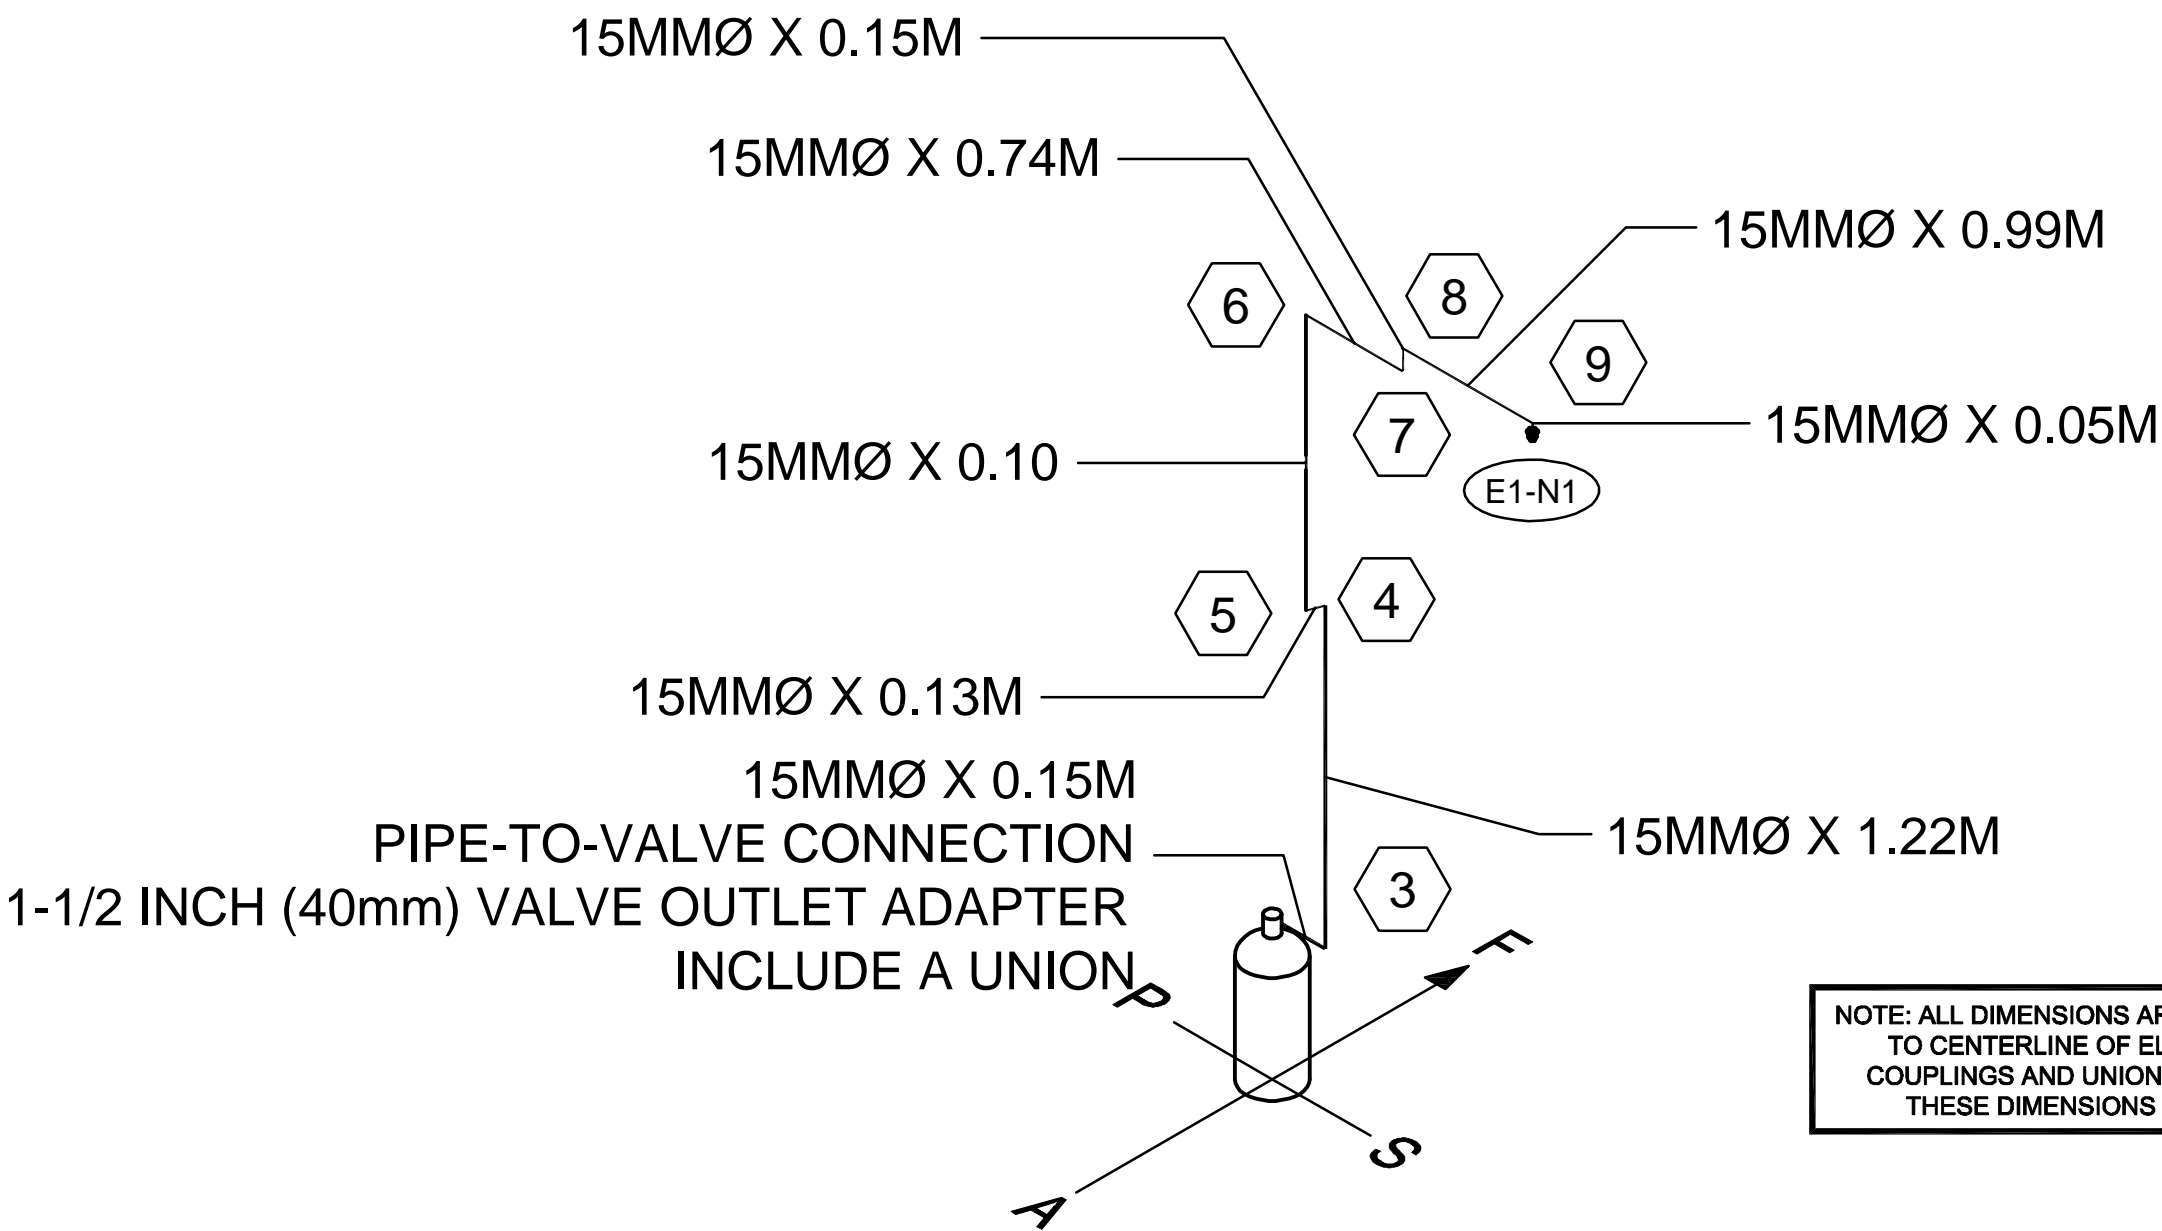 15MMØ X 0.15M
15MMØ X 0.74M
15MMØ X 0.99M
6
8
9
15MMØ X 0.05M
7
15MMØ X 0.10
E1-N1
5
4
15MMØ X 0.13M
15MMØ X 0.15M
PIPE-TO-VALVE CONNECTION
1-1/2 INCH (40mm) VALVE OUTLET ADAPTER
INCLUDE A UNION
15MMØ X 1.22M
3
F
P
S
A
NOTE: ALL DIMENSIONS
TO CENTERLINE OF
COUPLINGS AND UNION
THESE DIMENSIONS